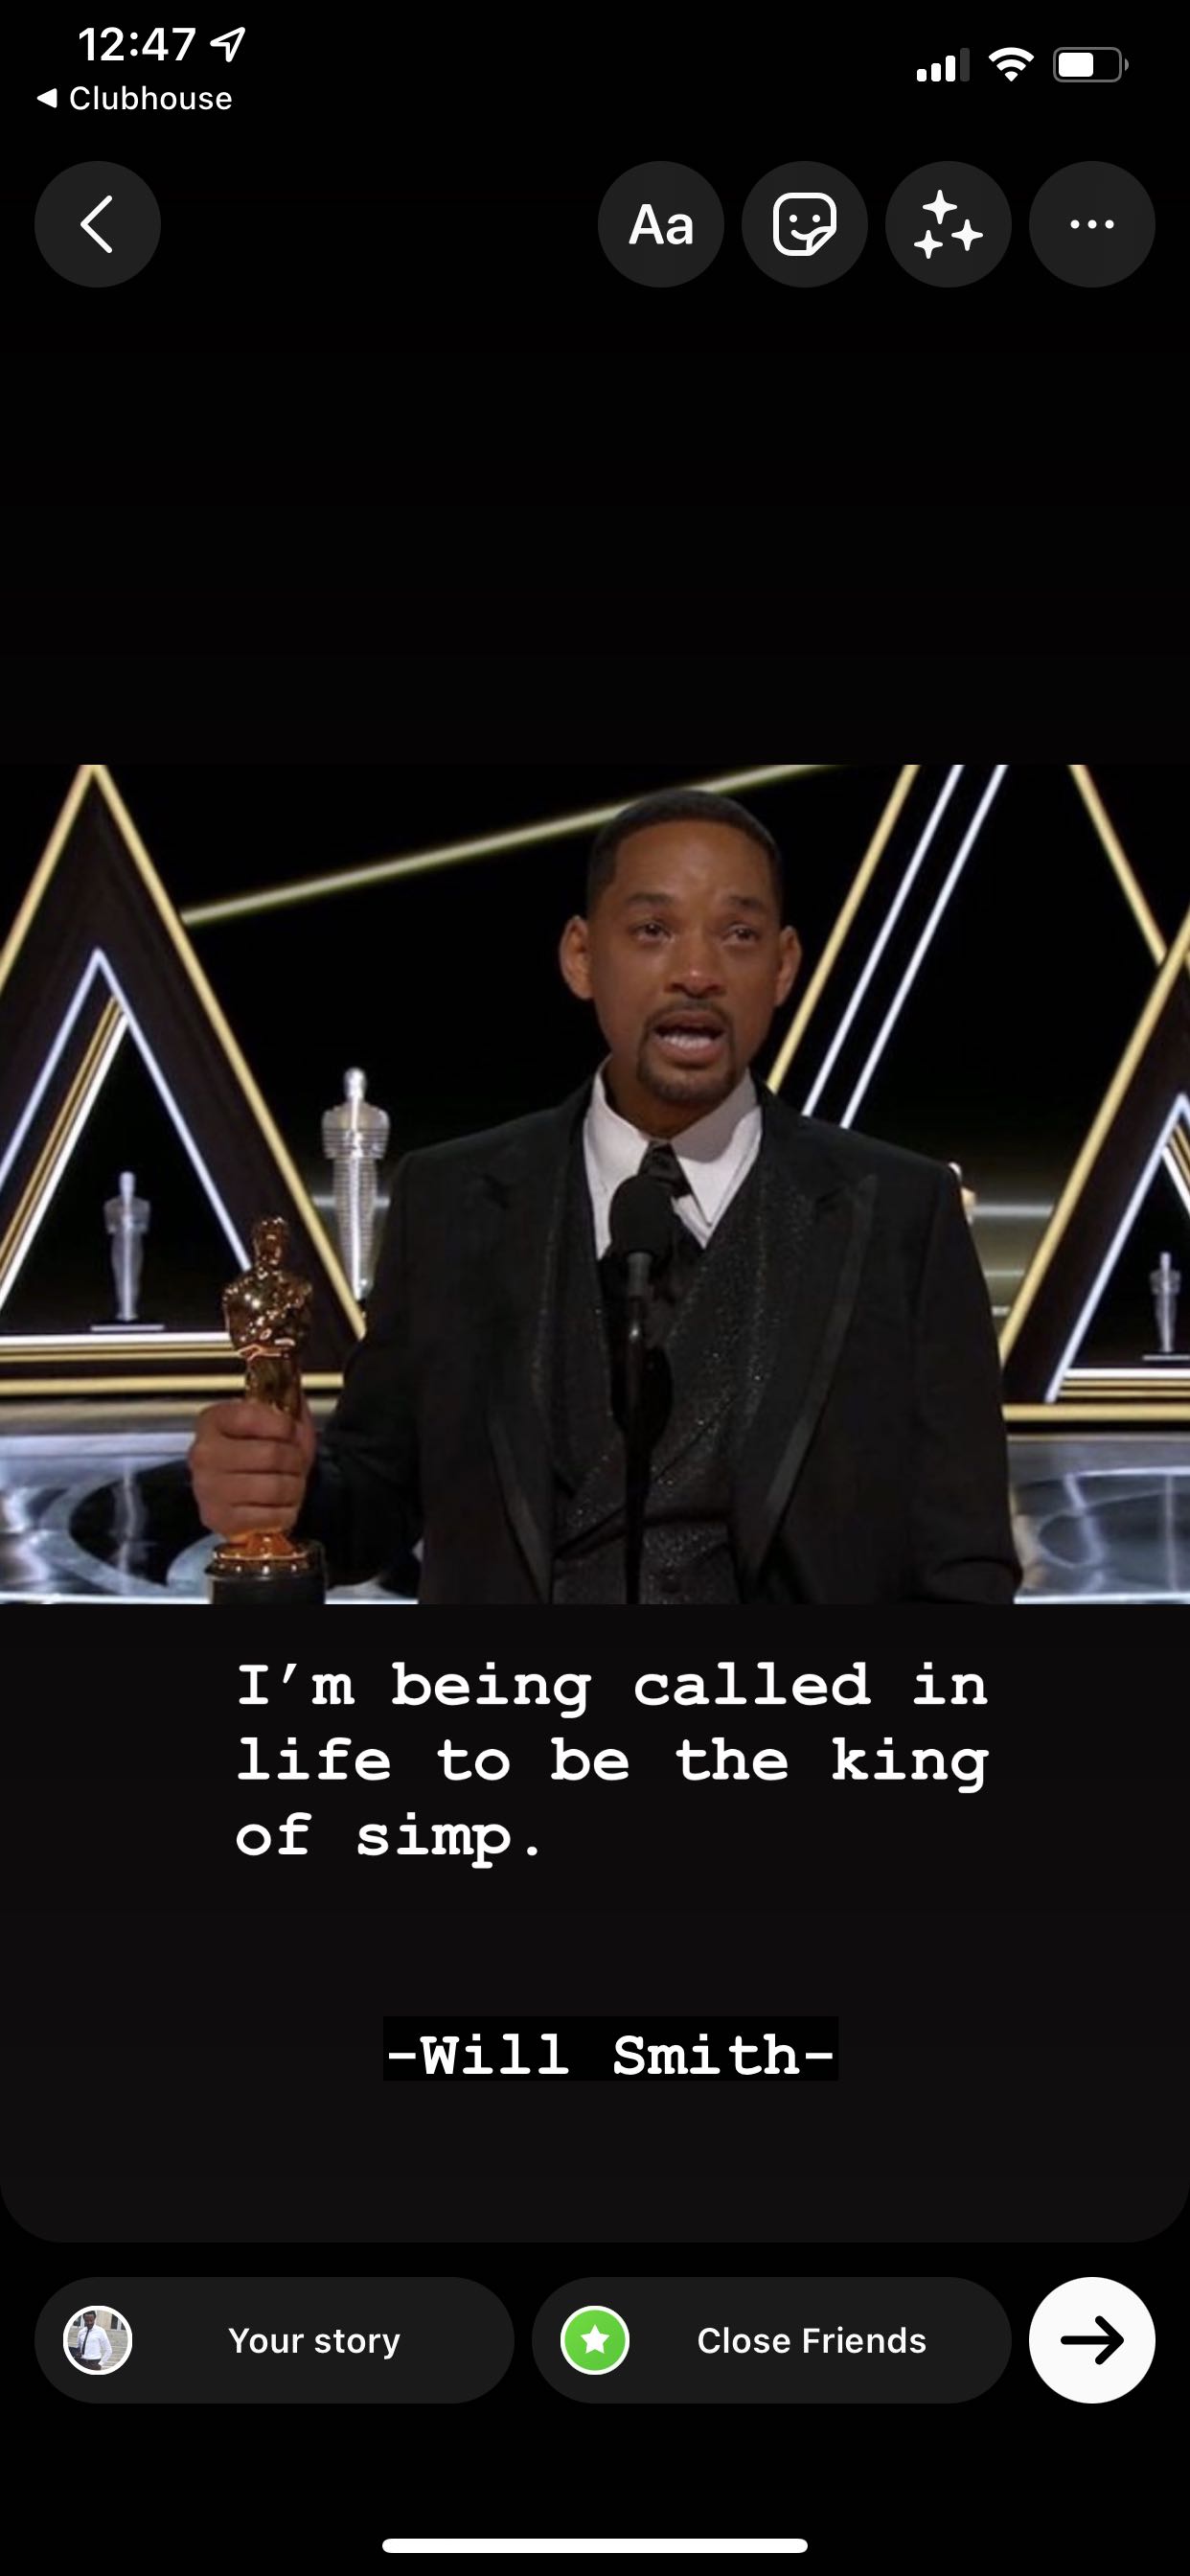 12:47
Clubhouse
Aa
I’m being called in
life to be the king
of simp.
-Will Smith-
Your story
Close Friends